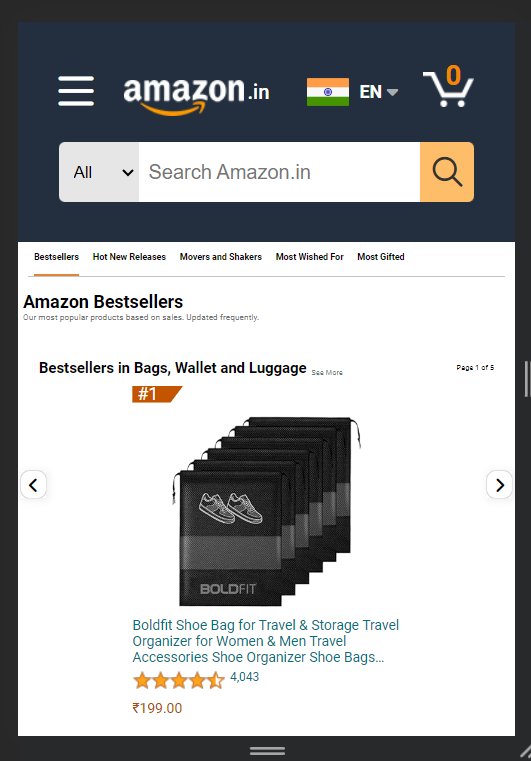 amazon.in
EN
0
All
Search Amazon.in
Bestsellers Hot New Releases Movers and Shakers Most Wished For Most Gifted
Amazon Bestsellers
Our most popular products based on sales. Updated frequently.
Bestsellers in Bags, Wallet and Luggage See More
Page 1 of 5
#1
BOLDFIT
Boldfit Shoe Bag for Travel & Storage Travel
Organizer for Women & Men Travel
Accessories Shoe Organizer Shoe Bags...
4,043
₹199.00